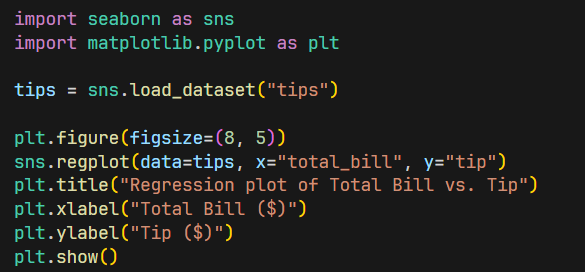 import seaborn as sns
import matplotlib.pyplot as plt
tips = sns.load_dataset("tips")
plt.figure(figsize=(8, 5))
sns.regplot(data=tips, x="total_bill", y="tip")
plt.title("Regression plot of Total Bill vs. Tip")
plt.xlabel("Total Bill ($)")
plt.ylabel("Tip ($)")
plt.show()